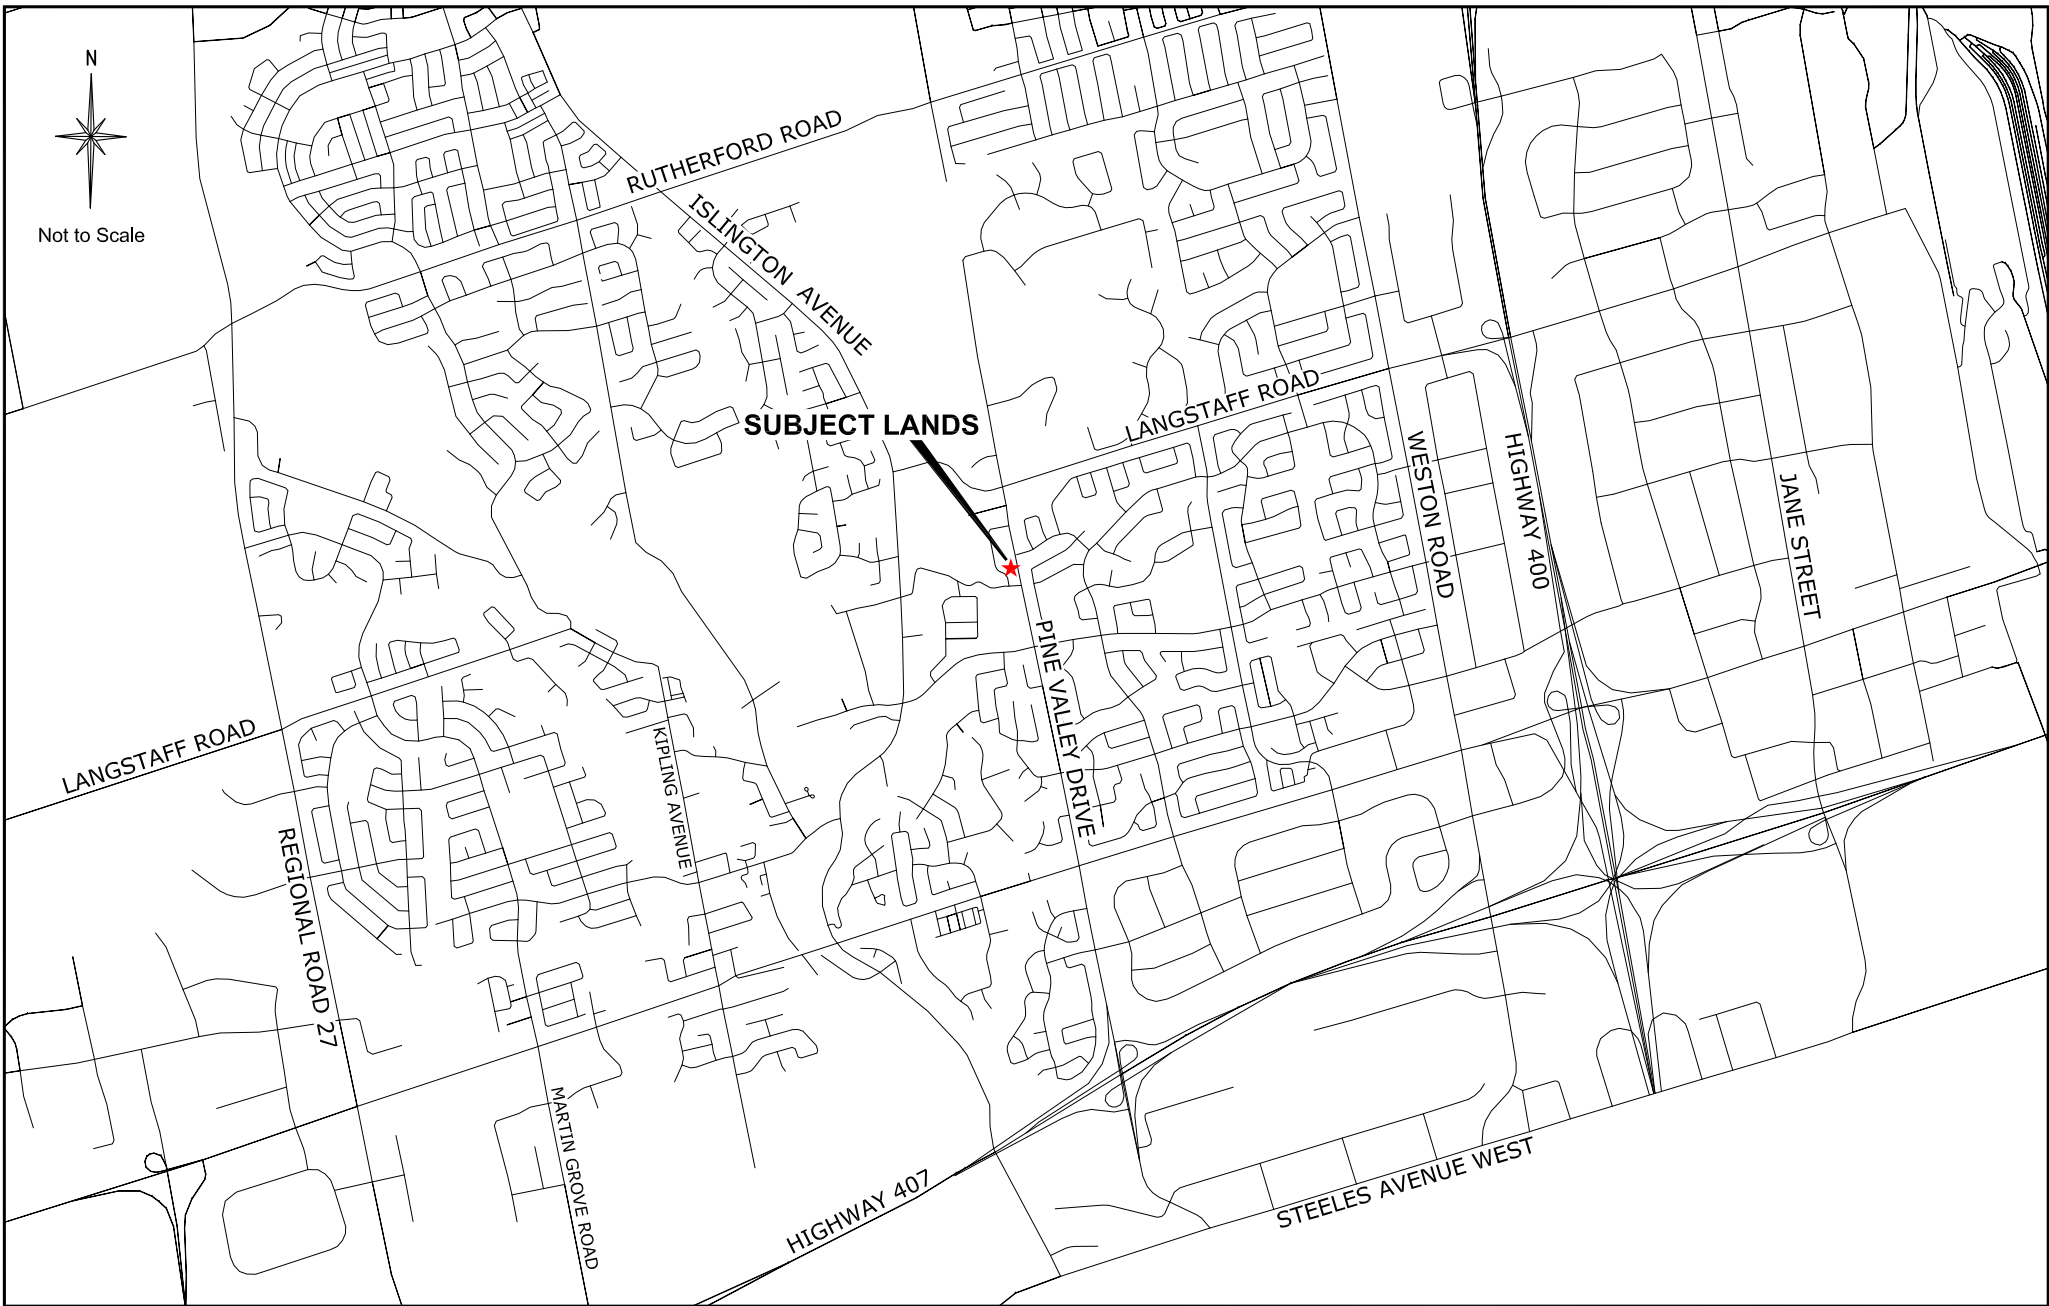 N
Not to Scale
RUTHERFORD ROAD
ISLINGTON AVENUE
SUBJECT LANDS
LANGSTAFF ROAD
WESTON ROAD
HIGHWAY 400
JANE STREET
PINE VALLEY DRIVE
LANGSTAFF ROAD
KIPLING AVENUE
REGIONAL ROAD 27
MARTIN GROVE ROAD
HIGHWAY 407
STEELES AVENUE WEST